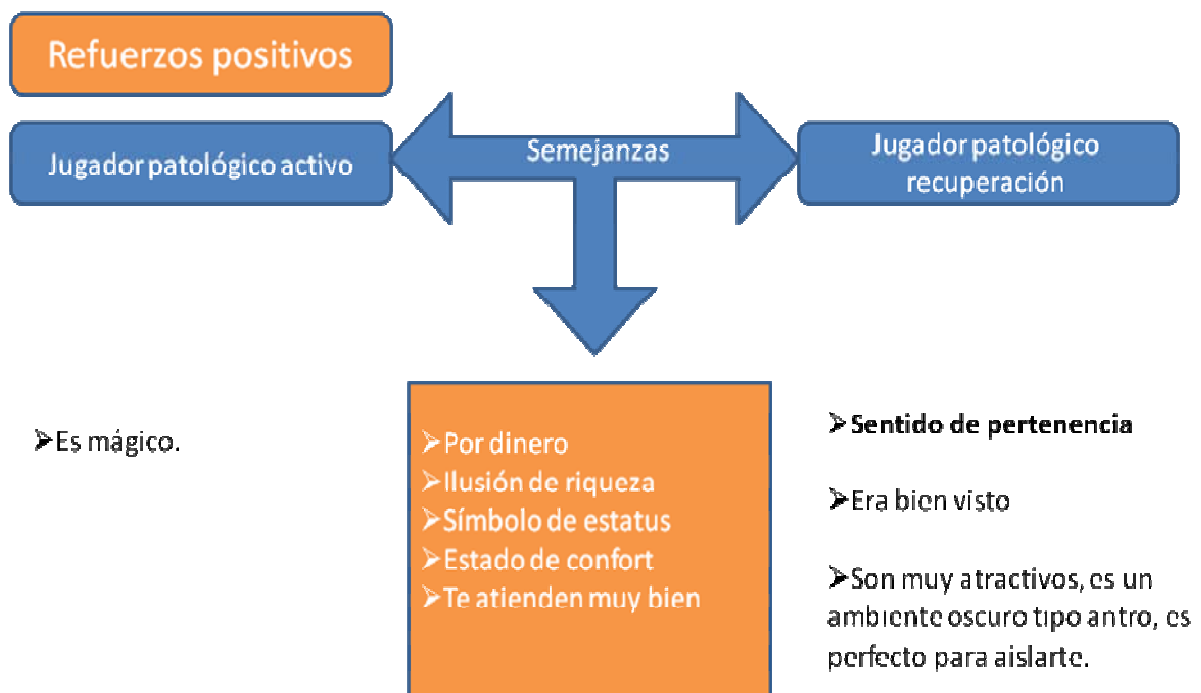 Refuerzos positivos
Jugador patológico activo
Semejanzas
Jugador patológico
recuperación
➢Es mágico.
➢Por dinero
➢Ilusión de riqueza
➢Símbolo de estatus
➢Estado de confort
➢Te atienden muy bien
➢Sentido de pertenencia
➢Era bien visto
➢Son muy atractivos, es un
ambiente oscuro tipo antro, es
perfecto para aislarte.